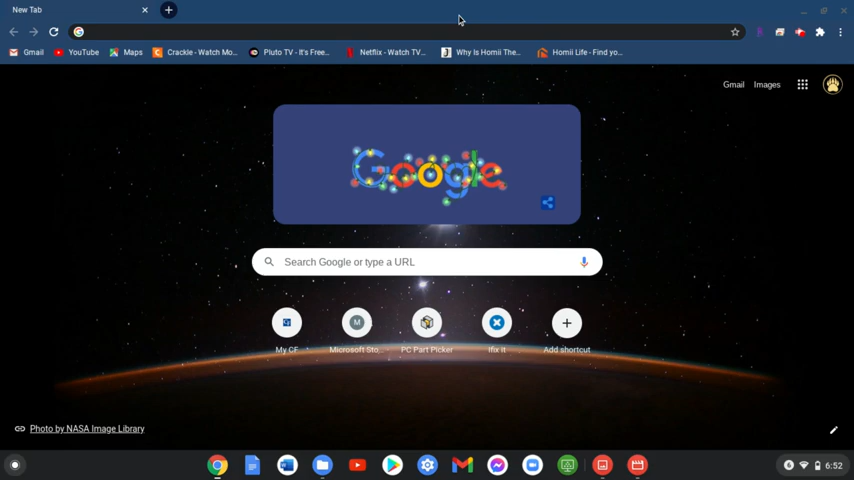 New Tab
Gmail YouTube Maps Crackle - Watch Mo... Pluto TV - It's Free... Netflix - Watch TV... Why Is Homii The... Homii Life - Find yo...
Gmail Images
Google
Search Google or type a URL
My CF Microsoft Sto... PC Part Picker Ifix it Add shortcut
Photo by NASA Image Library
6:52